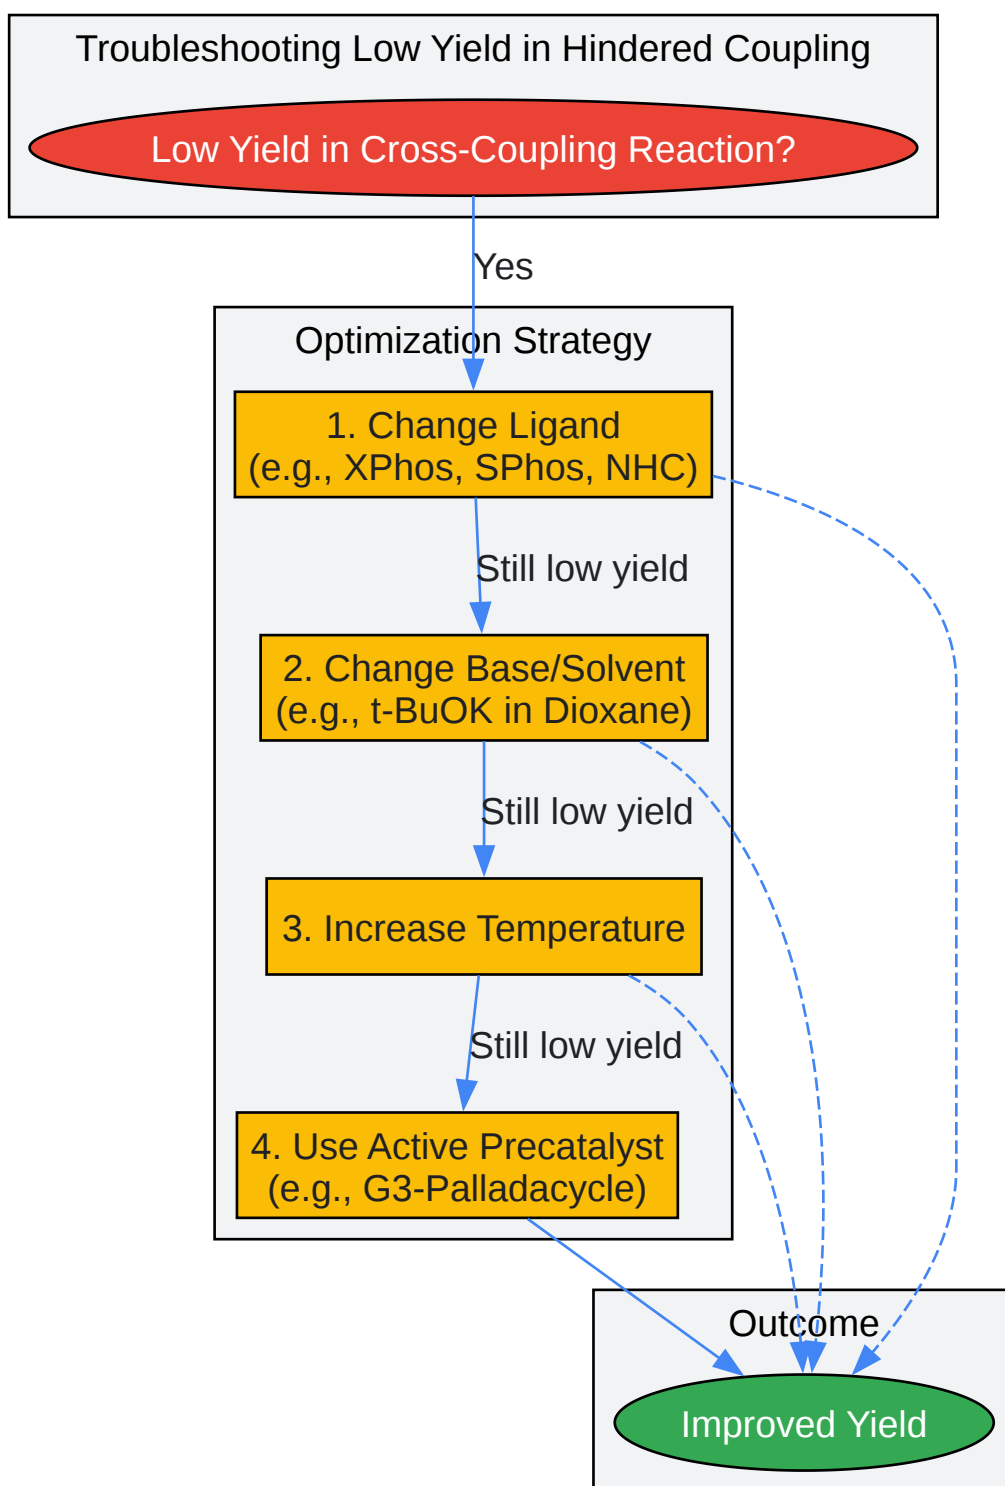 Troubleshooting Low Yield in Hindered Coupling
Low Yield in Cross-Coupling Reaction?
Yes
Optimization Strategy
1. Change Ligand
(e.g., XPhos, SPhos, NHC)
Still low yield
2. Change Base/Solvent
(e.g., t-BuOK in Dioxane)
Still low yield
3. Increase Temperature
Still low yield
4. Use Active Precatalyst
(e.g., G3-Palladacycle)
Outcome
Improved Yield